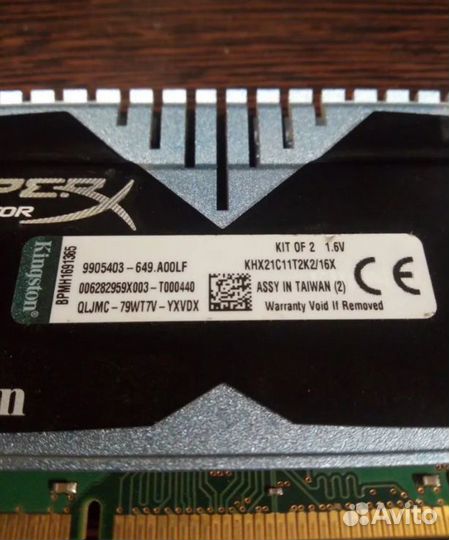 HYPERX
Kingston
BPMH1691365
9905403-649.A00LF
006282959X003-T000440
QLJMC-79WT7V-YXVDX
KIT OF 2 1.6V
KHX21C11T2K2/16X
ASSY IN TAIWAN (2)
Warranty Void If Removed
CE
Avito